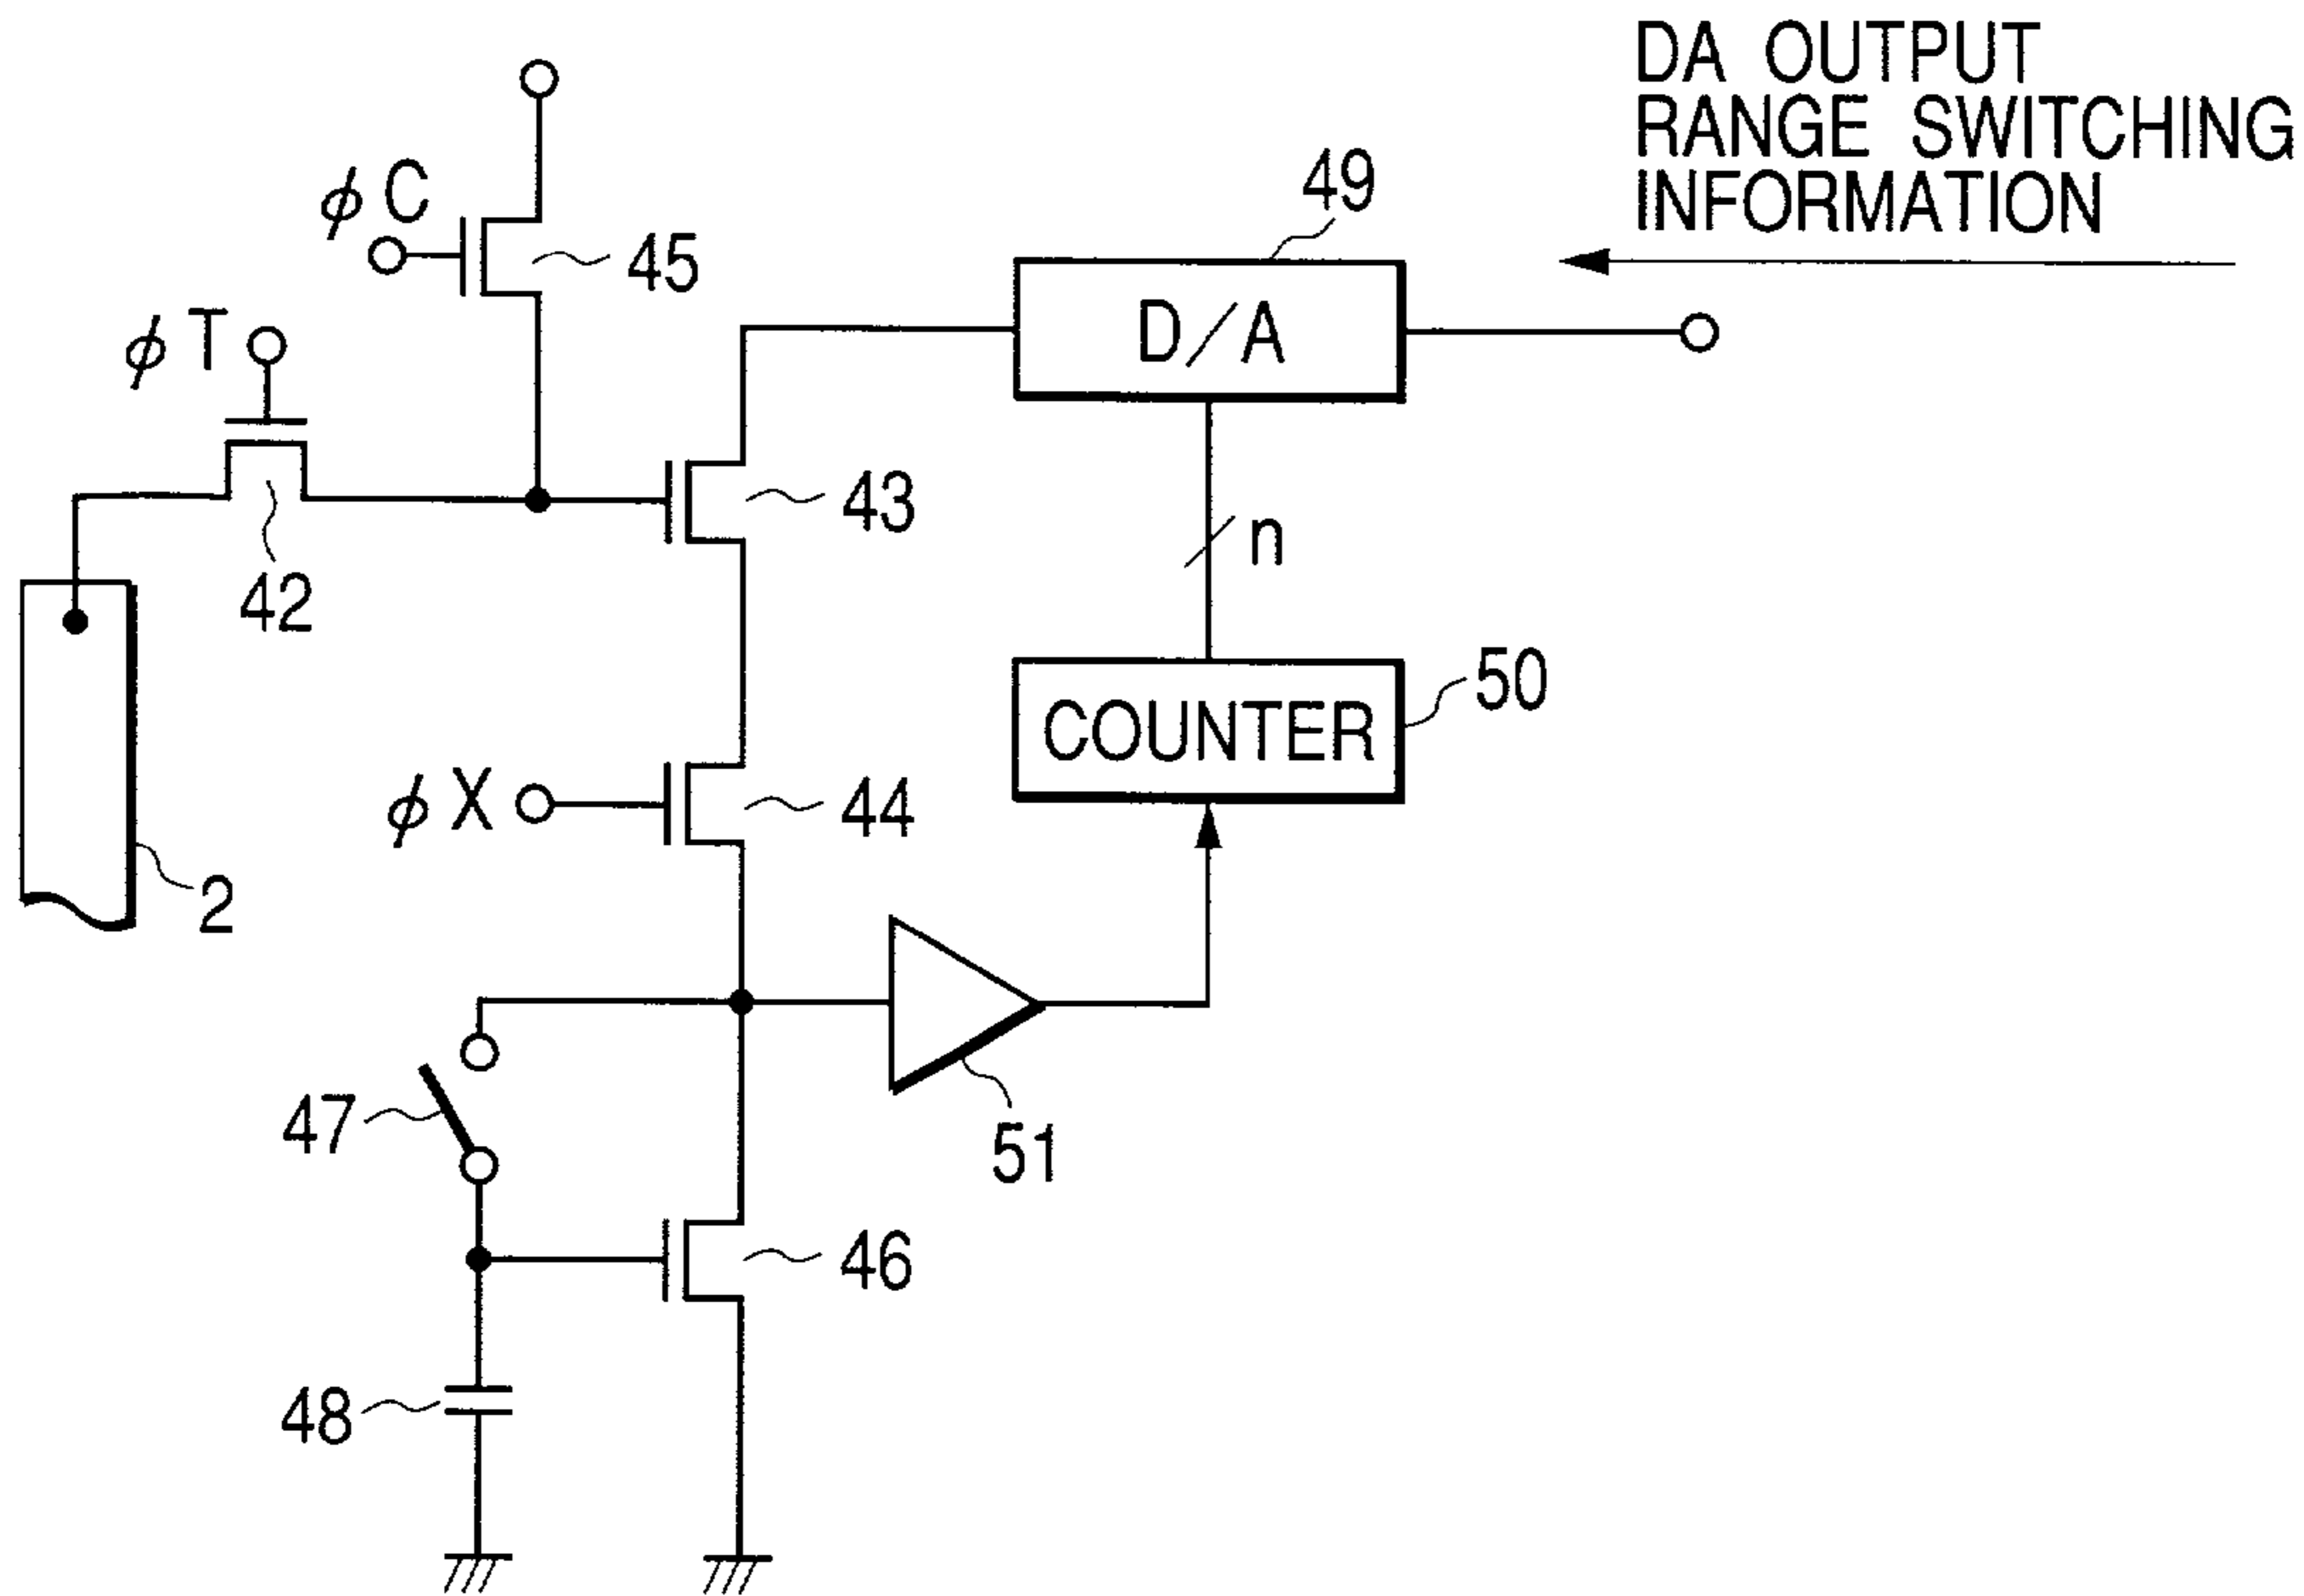 DA OUTPUT
RANGE SWITCHING
INFORMATION
49
ϕC
45
ϕT
D/A
43
n
42
50
COUNTER
ϕX
44
2
47
51
46
48